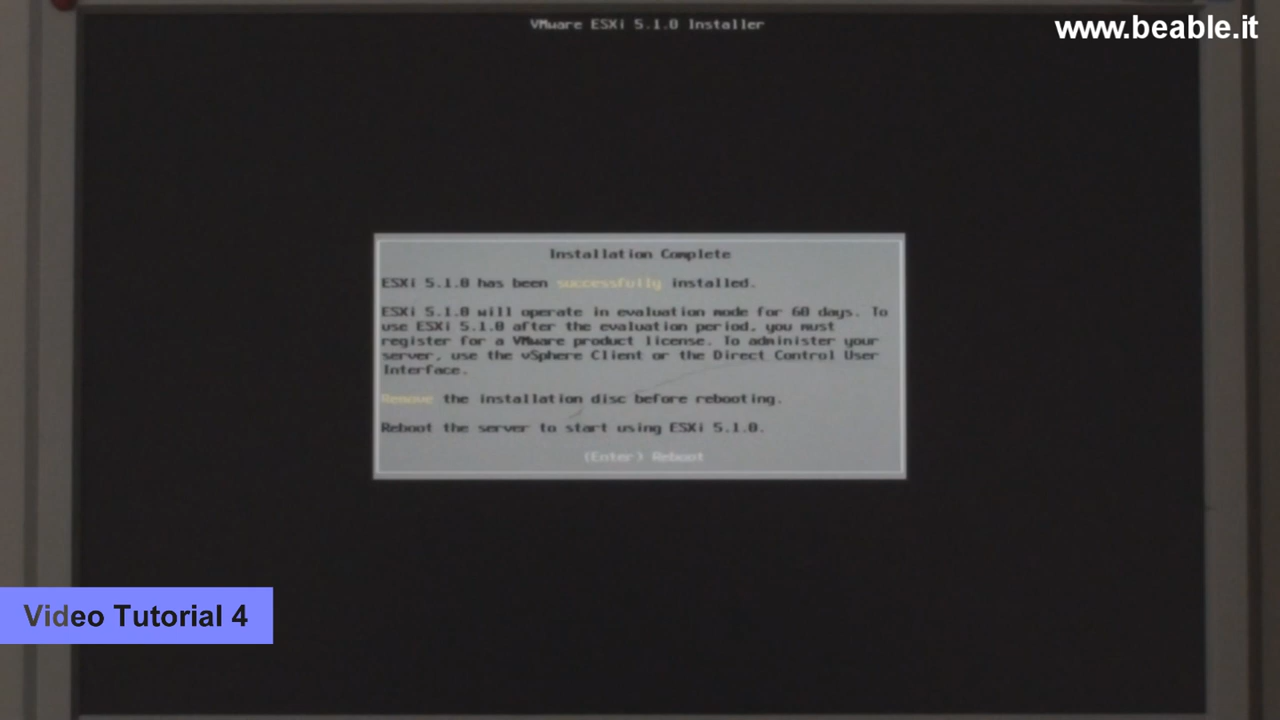 VMware ESXi 5.1.0 Installer
www.beable.it
Installation Complete
ESXi 5.1.0 has been successfully installed.
ESXi 5.1.0 will operate in evaluation mode for 60 days. To
use ESXi 5.1.0 after the evaluation period, you must
register for a VMware product license. To administer your
server, use the vSphere Client or the Direct Control User
Interface.
Remove the installation disc before rebooting.
Reboot the server to start using ESXi 5.1.0.
(Enter) Reboot
Video Tutorial 4